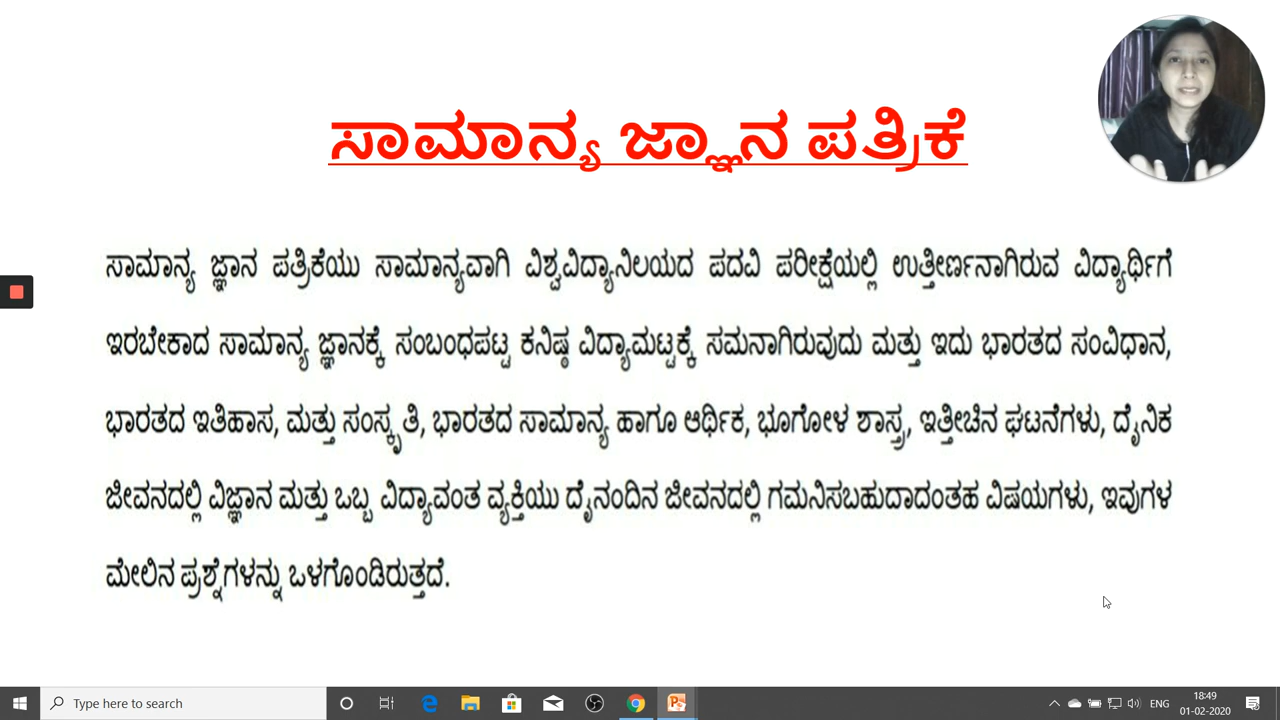 ಸಾಮಾನ್ಯ ಜ್ಞಾನ ಪತ್ರಿಕೆ
ಸಾಮಾನ್ಯ ಜ್ಞಾನ ಪತ್ರಿಕೆಯು ಸಾಮಾನ್ಯವಾಗಿ ವಿಶ್ವವಿದ್ಯಾನಿಲಯದ ಪದವಿ ಪರೀಕ್ಷೆಯಲ್ಲಿ ಉತ್ತೀರ್ಣನಾಗಿರುವ ವಿದ್ಯಾರ್ಥಿಗೆ
ಇರಬೇಕಾದ ಸಾಮಾನ್ಯ ಜ್ಞಾನಕ್ಕೆ ಸಂಬಂಧಪಟ್ಟ ಕನಿಷ್ಠ ವಿದ್ಯಾಮಟ್ಟಕ್ಕೆ ಸಮನಾಗಿರುವುದು ಮತ್ತು ಇದು ಭಾರತದ ಸಂವಿಧಾನ,
ಭಾರತದ ಇತಿಹಾಸ, ಮತ್ತು ಸಂಸ್ಕೃತಿ, ಭಾರತದ ಸಾಮಾನ್ಯ ಹಾಗೂ ಆರ್ಥಿಕ, ಭೂಗೋಳ ಶಾಸ್ತ್ರ, ಇತ್ತೀಚಿನ ಘಟನೆಗಳು, ದೈನಿಕ
ಜೀವನದಲ್ಲಿ ವಿಜ್ಞಾನ ಮತ್ತು ಒಬ್ಬ ವಿದ್ಯಾವಂತ ವ್ಯಕ್ತಿಯು ದೈನಂದಿನ ಜೀವನದಲ್ಲಿ ಗಮನಿಸಬಹುದಾದಂತಹ ವಿಷಯಗಳು, ಇವುಗಳ
ಮೇಲಿನ ಪ್ರಶ್ನೆಗಳನ್ನು ಒಳಗೊಂಡಿರುತ್ತದೆ.
Type here to search
ENG
18:49
01-02-2020